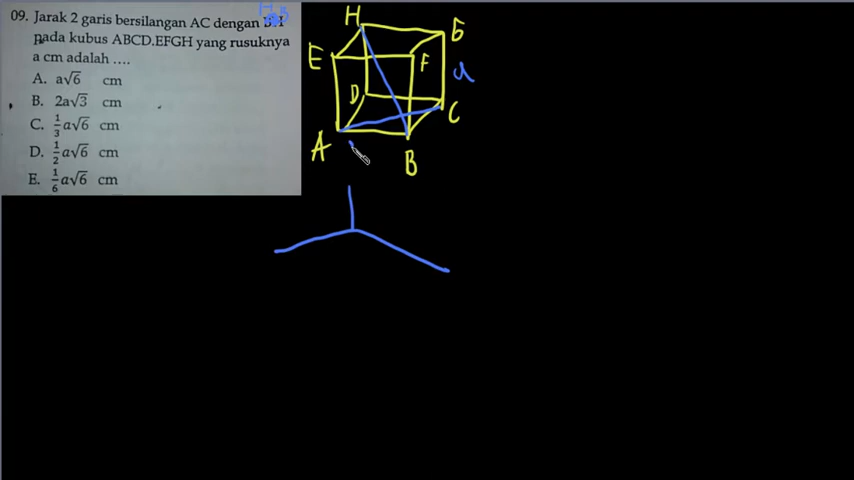 09. Jarak 2 garis bersilangan AC dengan HB
pada kubus ABCD.EFGH yang rusuknya
a cm adalah ....
A. a√6 cm
B. 2a√3 cm
C. 1/3 a√6 cm
D. 1/2 a√6 cm
E. 1/6 a√6 cm
H
G
E
F
a
D
C
A
B